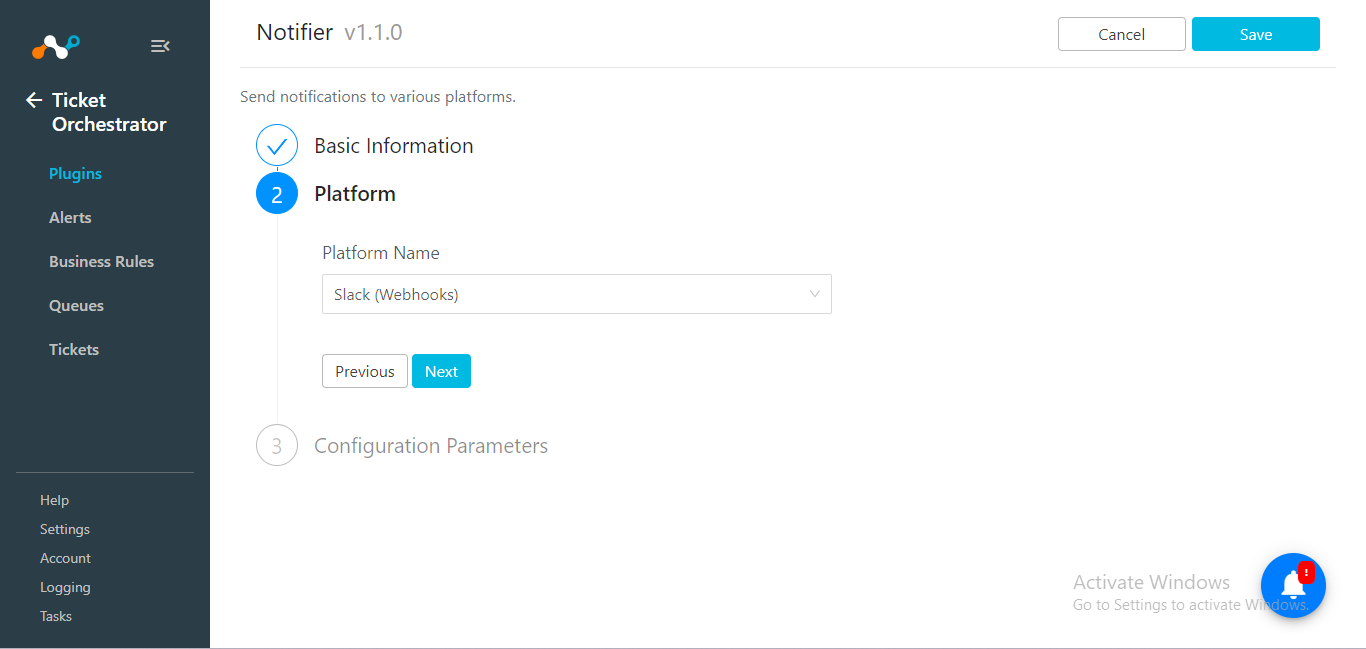 Ticket
Orchestrator
Plugins
Alerts
Business Rules
Queues
Tickets
Help
Settings
Account
Logging
Tasks
Notifier v1.1.0
Cancel
Save
Send notifications to various platforms.
Basic Information
2 Platform
Platform Name
Slack (Webhooks)
Previous
Next
3 Configuration Parameters
Activate Windows
Go to Settings to activate Windows.
!